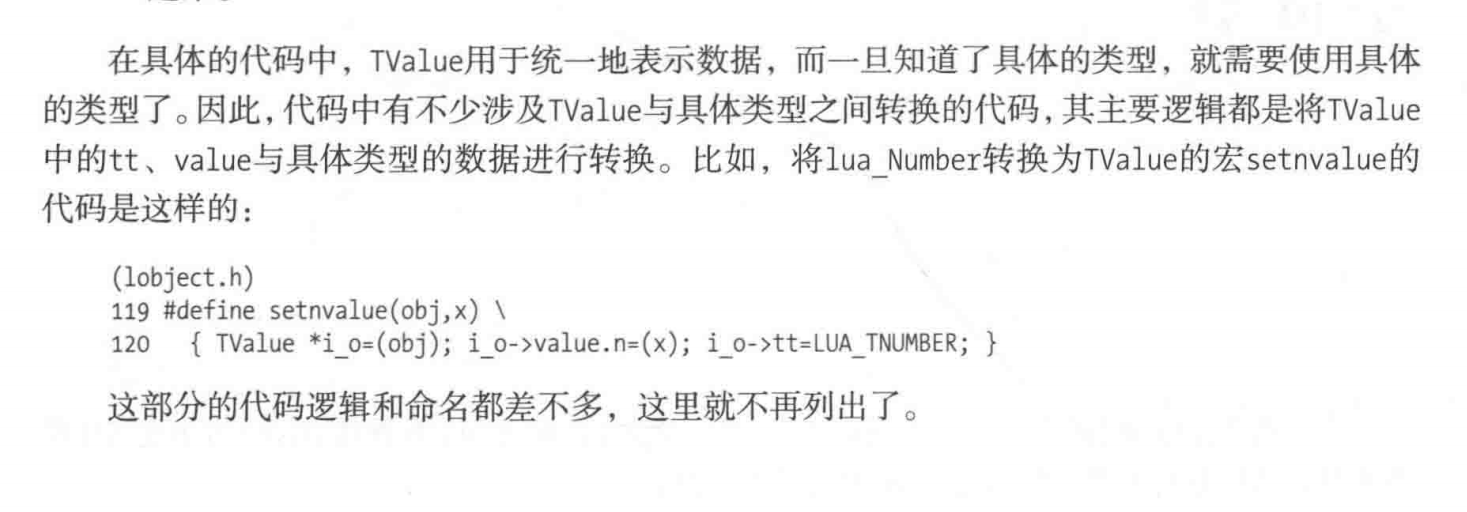 在具体的代码中，TValue用于统一地表示数据，而一旦知道了具体的类型，就需要使用具体
的类型了。因此，代码中有不少涉及TValue与具体类型之间转换的代码，其主要逻辑都是将TValue
中的tt、value与具体类型的数据进行转换。比如，将lua_Number转换为TValue的宏setnvalue的
代码是这样的：
(lobject.h)
119 #define setnvalue(obj,x) \
120   { TValue *i_o=(obj); i_o->value.n=(x); i_o->tt=LUA_TNUMBER; }
这部分的代码逻辑和命名都差不多，这里就不再列出了。